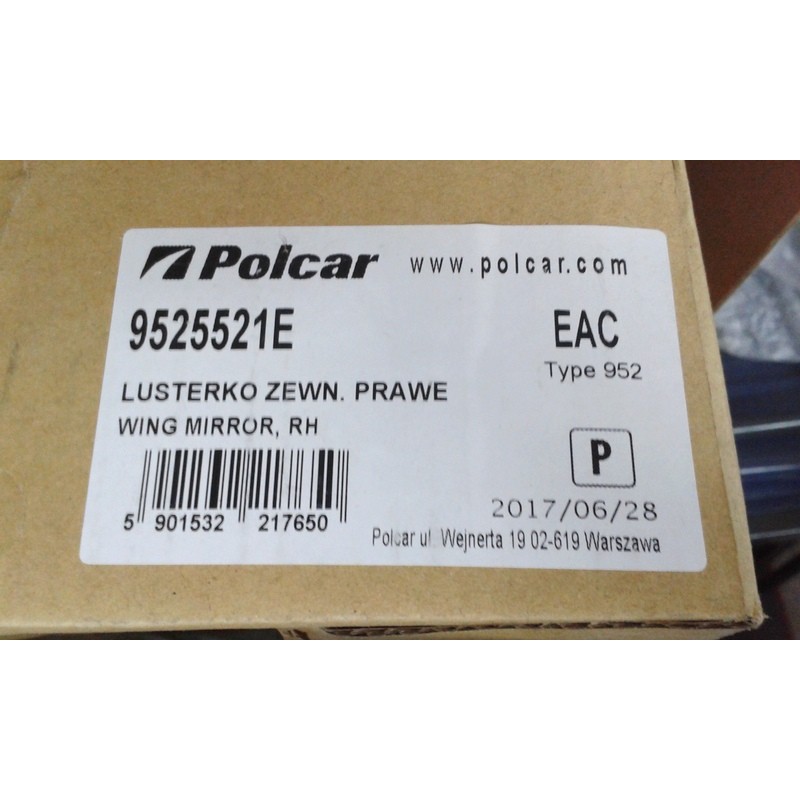 Polcar www.polcar.com
9525521E EAC
Type 952
LUSTERKO ZEWN. PRAWE
WING MIRROR, RH
P
5 901532 217650
2017/06/28
Polcar ul. Wejnerta 19 02-619 Warszawa